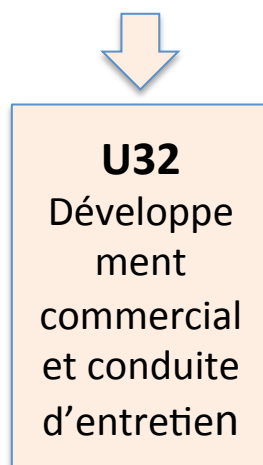 U32
Développe
ment
commercial
et conduite
d’entretien